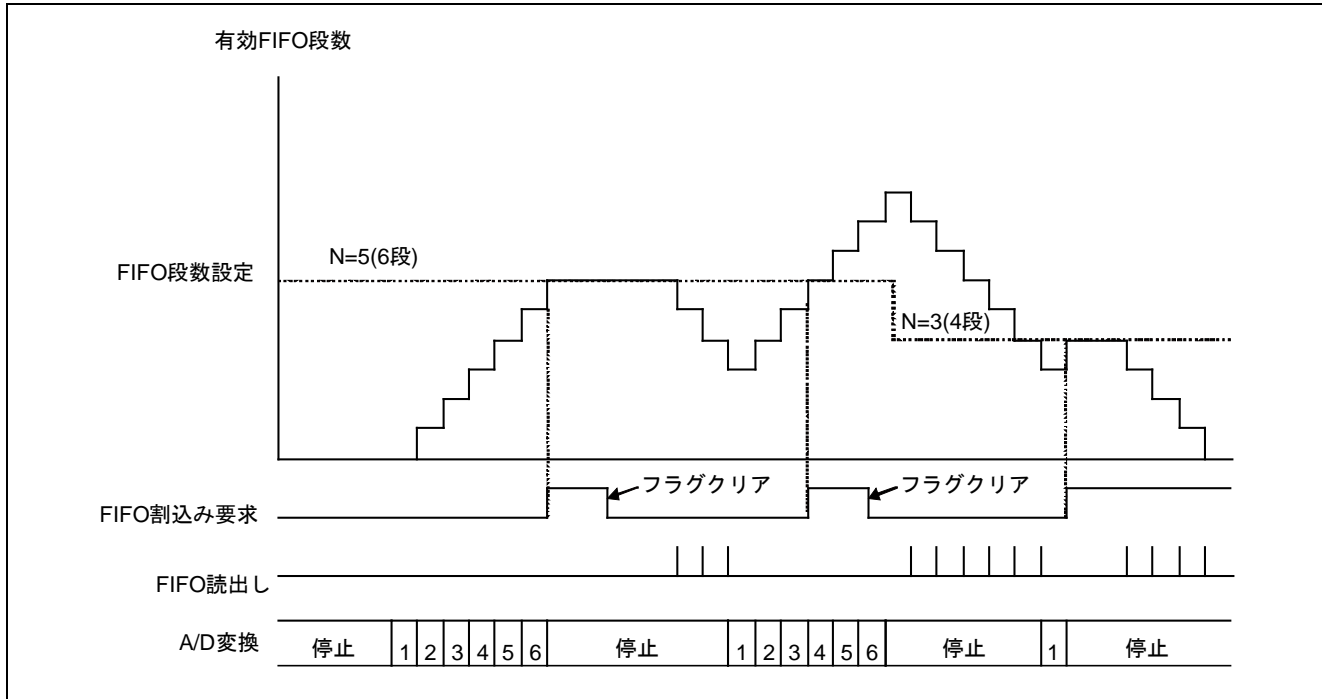 有効FIFO段数
N=5(6段)
FIFO段数設定
N=3(4段)
フラグクリア
フラグクリア
FIFO割込み要求
FIFO読出し
A/D変換
停止 1 2 3 4 5 6 停止 1 2 3 4 5 6 停止 1 停止